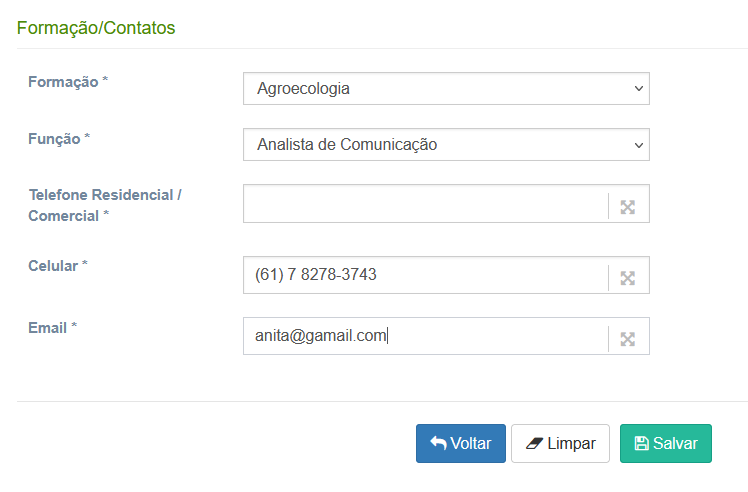 Formação/Contatos
Formação *
Agroecologia
Função *
Analista de Comunicação
Telefone Residencial /
Comercial *
Celular *
(61) 7 8278-3743
Email *
anita@gamail.com
Voltar
Limpar
Salvar